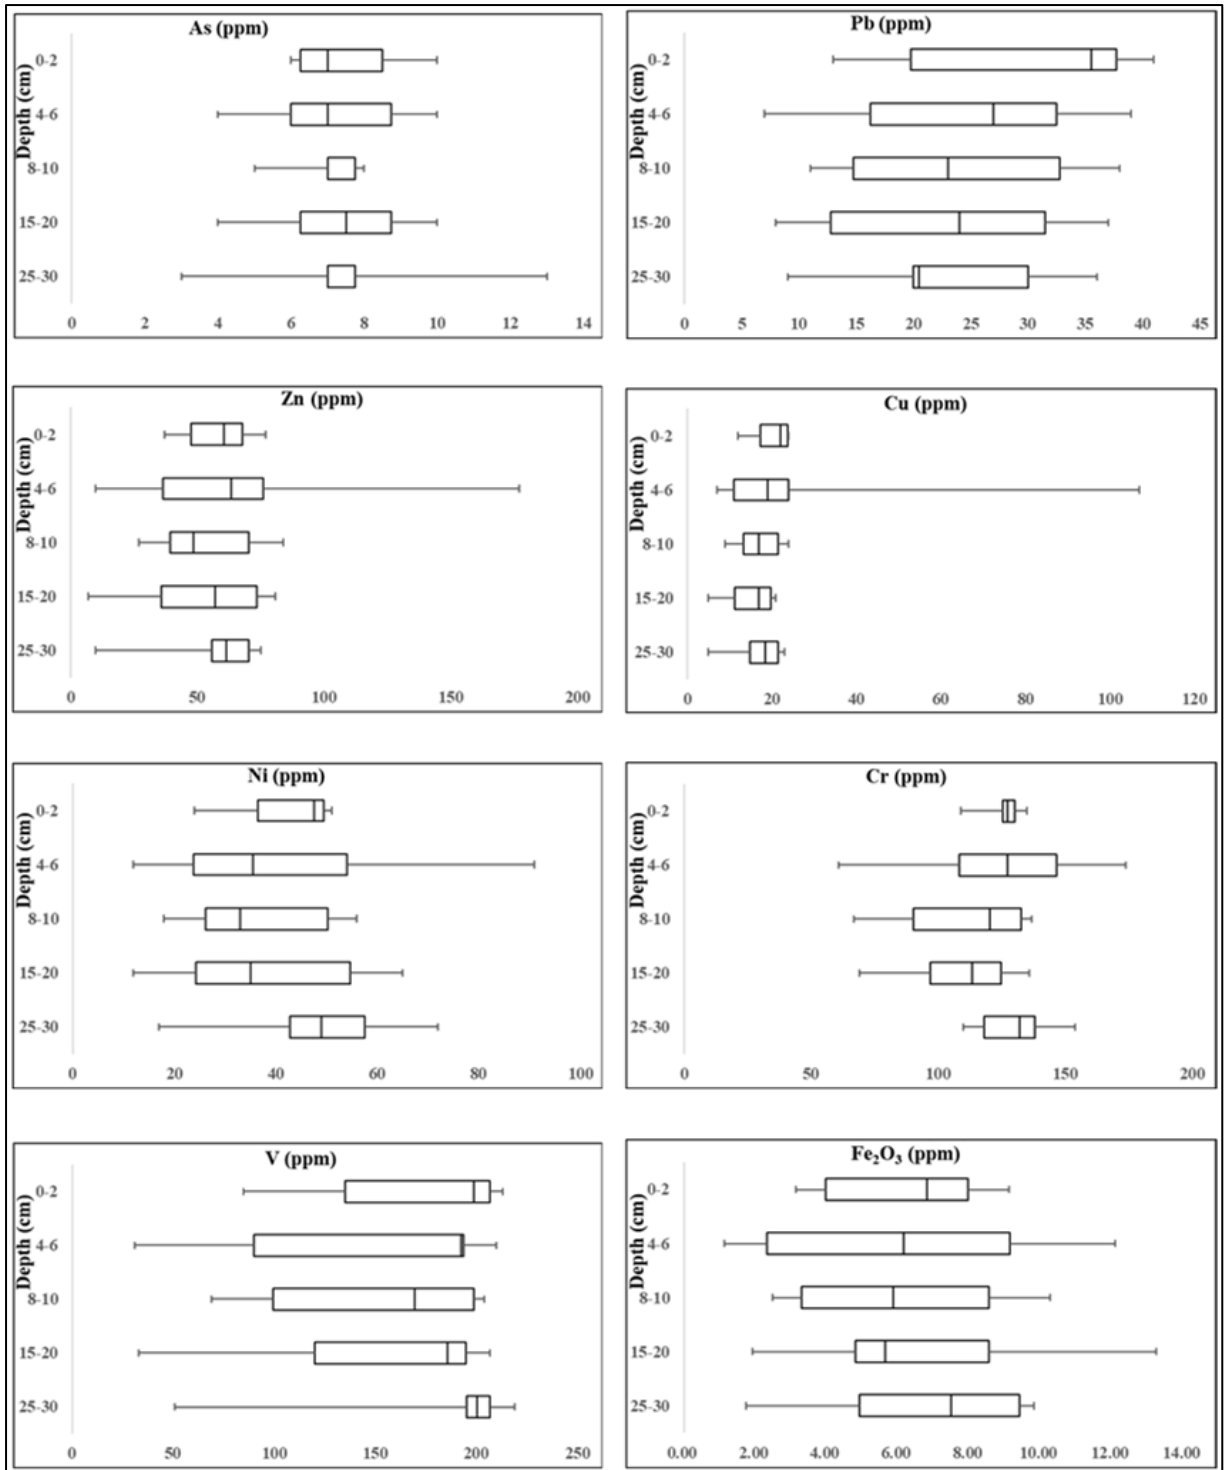 As (ppm)
Depth (cm)
0-2
4-6
8-10
15-20
25-30
0 2 4 6 8 10 12 14
Pb (ppm)
Depth (cm)
0-2
4-6
8-10
15-20
25-30
0 5 10 15 20 25 30 35 40 45
Zn (ppm)
Depth (cm)
0-2
4-6
8-10
15-20
25-30
0 50 100 150 200
Cu (ppm)
Depth (cm)
0-2
4-6
8-10
15-20
25-30
0 20 40 60 80 100 120
Ni (ppm)
Depth (cm)
0-2
4-6
8-10
15-20
25-30
0 20 40 60 80 100
Cr (ppm)
Depth (cm)
0-2
4-6
8-10
15-20
25-30
0 50 100 150 200
V (ppm)
Depth (cm)
0-2
4-6
8-10
15-20
25-30
0 50 100 150 200 250
Fe₂O₃ (ppm)
Depth (cm)
0-2
4-6
8-10
15-20
25-30
0.00 2.00 4.00 6.00 8.00 10.00 12.00 14.00